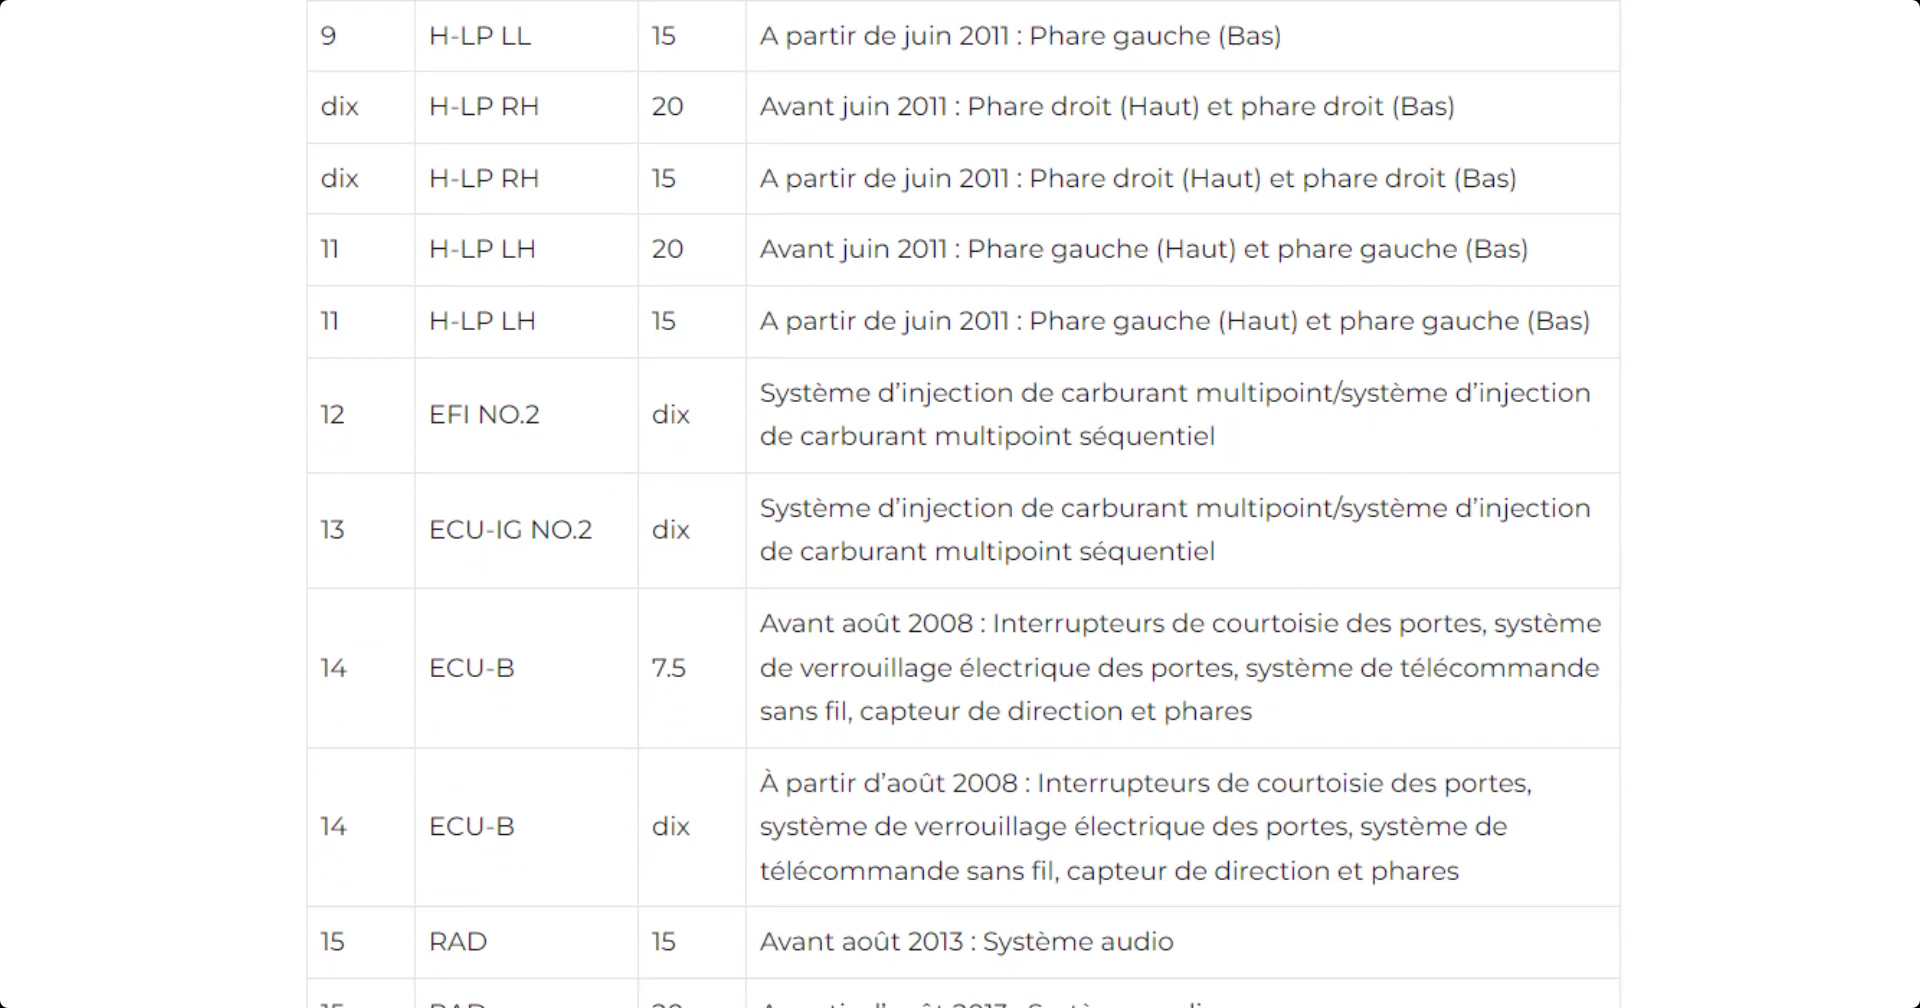 9 H-LP LL 15 A partir de juin 2011 : Phare gauche (Bas)
dix H-LP RH 20 Avant juin 2011 : Phare droit (Haut) et phare droit (Bas)
dix H-LP RH 15 A partir de juin 2011 : Phare droit (Haut) et phare droit (Bas)
11 H-LP LH 20 Avant juin 2011 : Phare gauche (Haut) et phare gauche (Bas)
11 H-LP LH 15 A partir de juin 2011 : Phare gauche (Haut) et phare gauche (Bas)
12 EFI NO.2 dix Système d’injection de carburant multipoint/système d’injection
de carburant multipoint séquentiel
13 ECU-IG NO.2 dix Système d’injection de carburant multipoint/système d’injection
de carburant multipoint séquentiel
14 ECU-B 7.5 Avant août 2008 : Interrupteurs de courtoisie des portes, système
de verrouillage électrique des portes, système de télécommande
sans fil, capteur de direction et phares
14 ECU-B dix À partir d’août 2008 : Interrupteurs de courtoisie des portes,
système de verrouillage électrique des portes, système de
télécommande sans fil, capteur de direction et phares
15 RAD 15 Avant août 2013 : Système audio